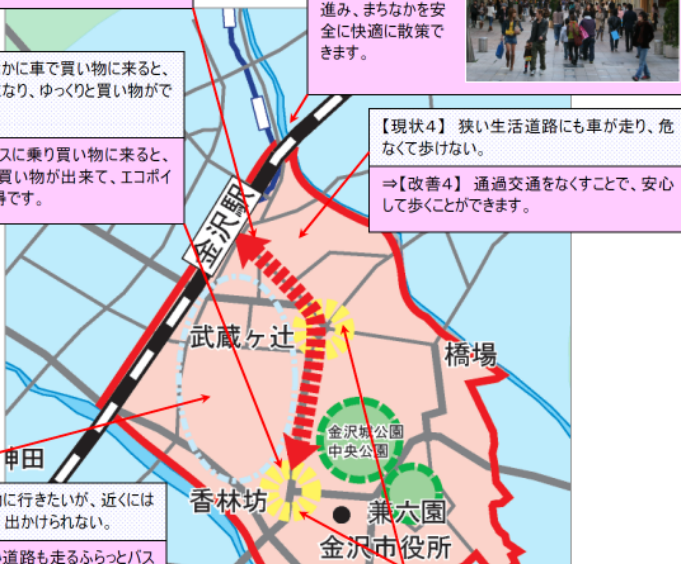 進み、まちなかを安
全に快適に散策で
きます。
かに車で買い物に来ると、
なり、ゆっくりと買い物がで
スに乗り買い物に来ると、
買い物が出来て、エコポイ
得です。
【現状４】 狭い生活道路にも車が走り、危
なくて歩けない。
⇒【改善４】 通過交通をなくすことで、安心
して歩くことができます。
金沢駅
武蔵ヶ辻
橋場
金沢城公園
中央公園
神田
香林坊
兼六園
金沢市役所
に行きたいが、近くには
出かけられない。
道路も走るふらっとバス